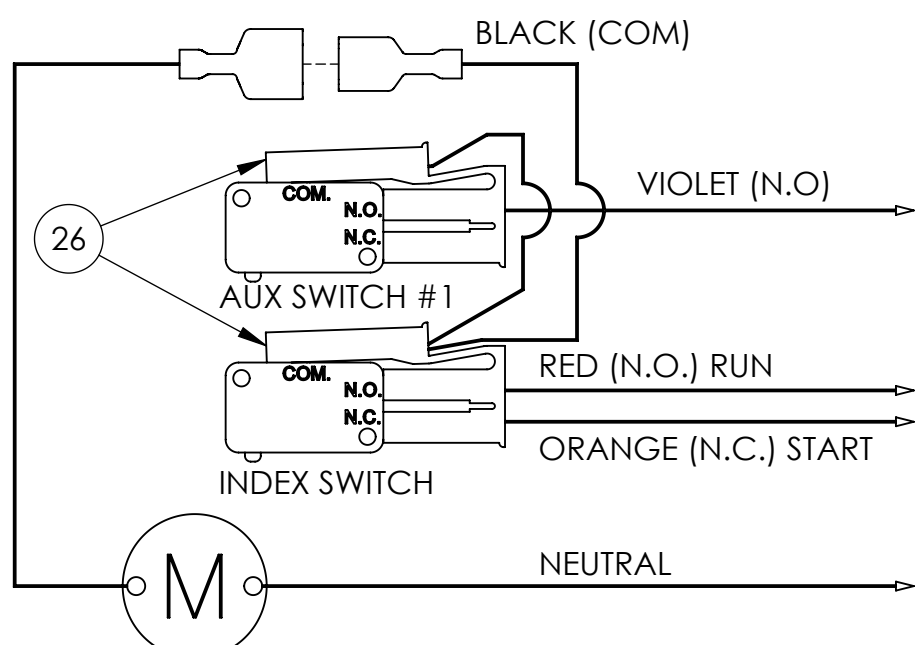 BLACK (COM)
COM.
N.O.
N.C.
VIOLET (N.O)
26
AUX SWITCH #1
COM.
N.O.
N.C.
RED (N.O.) RUN
ORANGE (N.C.) START
INDEX SWITCH
NEUTRAL
M